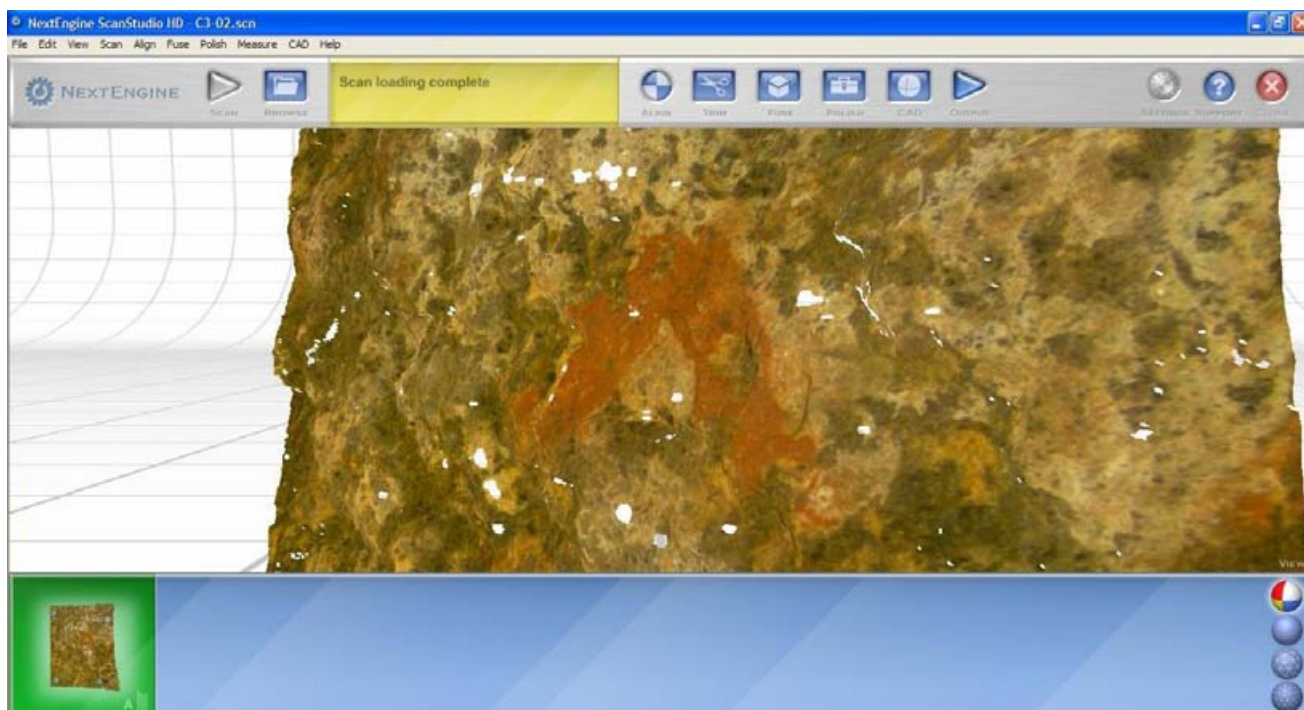 NextEngine ScanStudio HD - C3-02.scn
File Edit View Scan Align Fuse Polish Measure CAD Help
NEXTENGINE SCAN BROWSE Scan loading complete ALIGN TRIM FUSE POLISH CAD OUTPUT SETTINGS SUPPORT CLOSE
VIEW
A